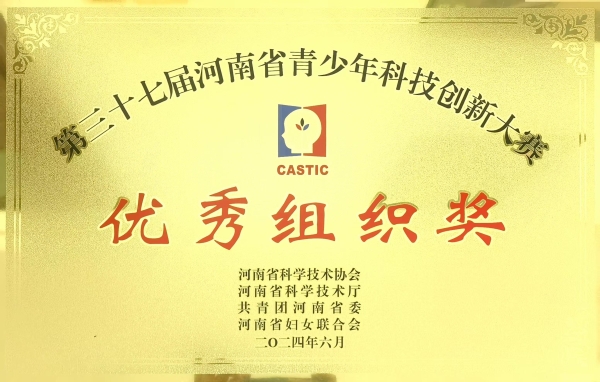 第三十七届河南省青少年科技创新大赛
CASTIC
优秀组织奖
河南省科学技术协会
河南省科学技术厅
共青团河南省委
河南省妇女联合会
二〇二四年六月